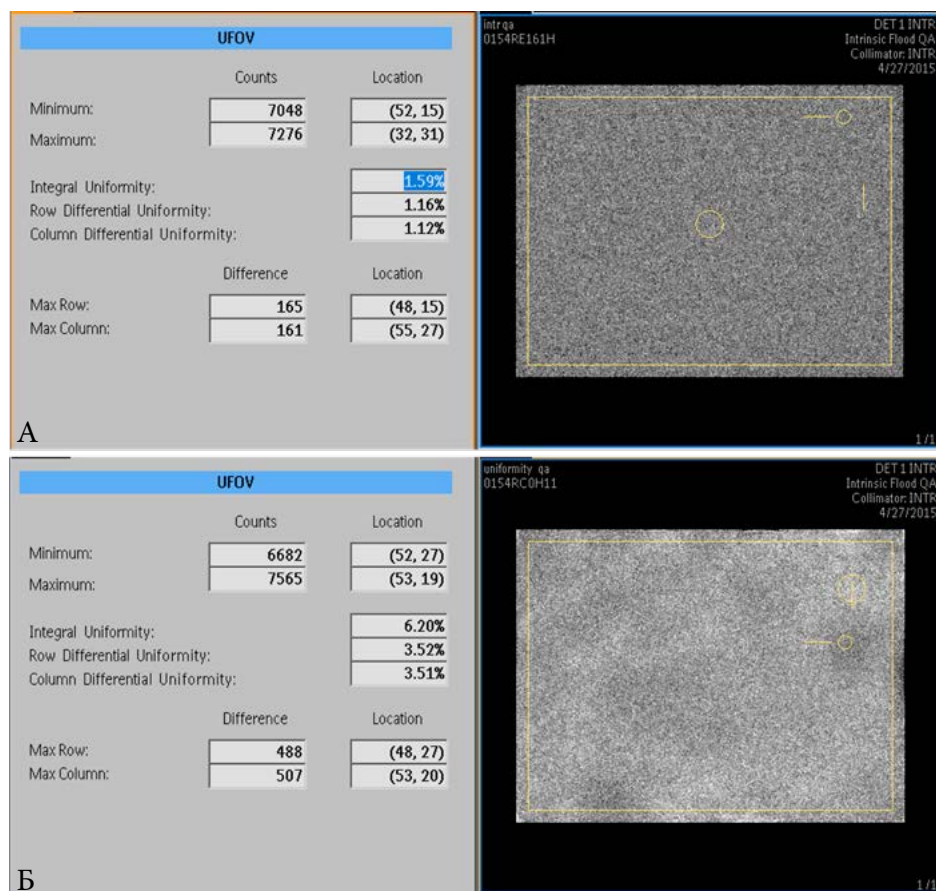 UFOV
Counts Location
Minimum: 7048 (52, 15)
Maximum: 7276 (32, 31)
Integral Uniformity: 1.59%
Row Differential Uniformity: 1.16%
Column Differential Uniformity: 1.12%
Difference Location
Max Row: 165 (48, 15)
Max Column: 161 (55, 27)
А
intrqa
0154RE161H
DET 1 INTR
Intrinsic Flood QA
Collimator: INTR
4/27/2015
1/1
UFOV
Counts Location
Minimum: 6682 (52, 27)
Maximum: 7565 (53, 19)
Integral Uniformity: 6.20%
Row Differential Uniformity: 3.52%
Column Differential Uniformity: 3.51%
Difference Location
Max Row: 488 (48, 27)
Max Column: 507 (53, 20)
Б
uniformity qa
0154RC0H11
DET 1 INTR
Intrinsic Flood QA
Collimator: INTR
4/27/2015
1/1